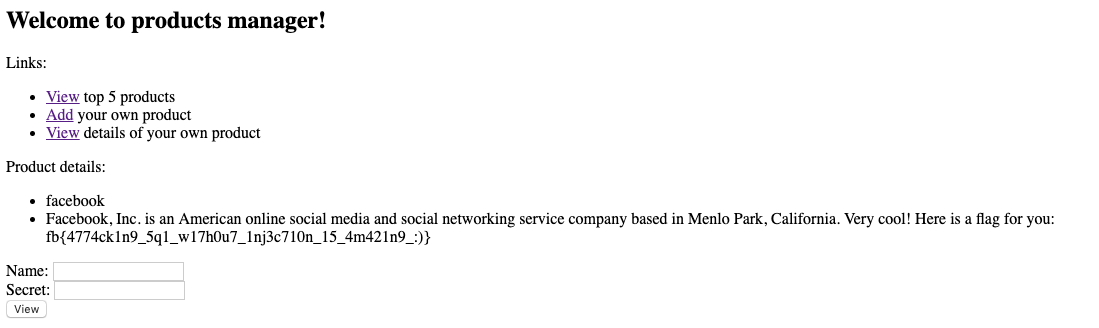 Welcome to products manager!
Links:
View top 5 products
Add your own product
View details of your own product
Product details:
facebook
Facebook, Inc. is an American online social media and social networking service company based in Menlo Park, California. Very cool! Here is a flag for you:
fb{4774ck1n9_5q1_w17h0u7_1nj3c710n_15_4m421n9_:)}
Name:
Secret:
View